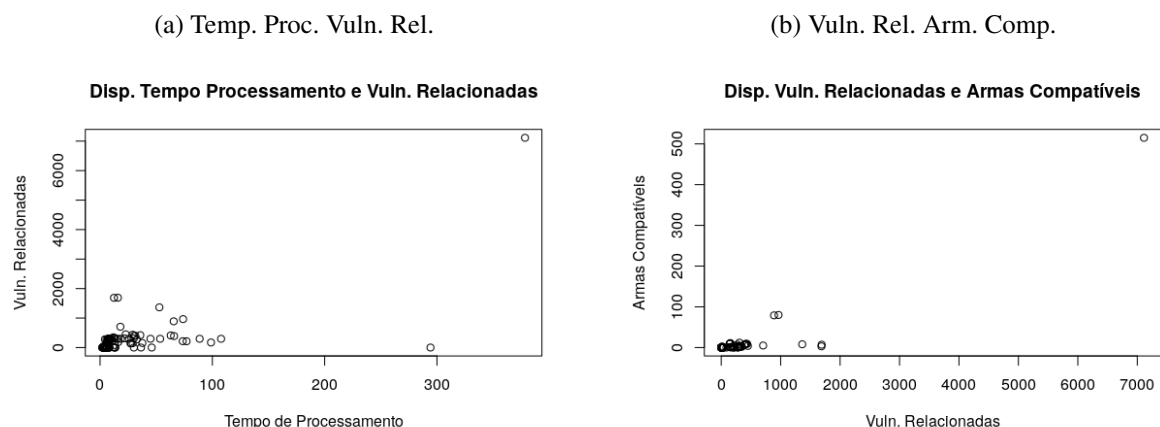 (a) Temp. Proc. Vuln. Rel.
Disp. Tempo Processamento e Vuln. Relacionadas
Vuln. Relacionadas
6000
4000
2000
0
0 100 200 300
Tempo de Processamento
(b) Vuln. Rel. Arm. Comp.
Disp. Vuln. Relacionadas e Armas Compatíveis
Armas Compatíveis
500
400
300
200
100
0
0 1000 2000 3000 4000 5000 6000 7000
Vuln. Relacionadas